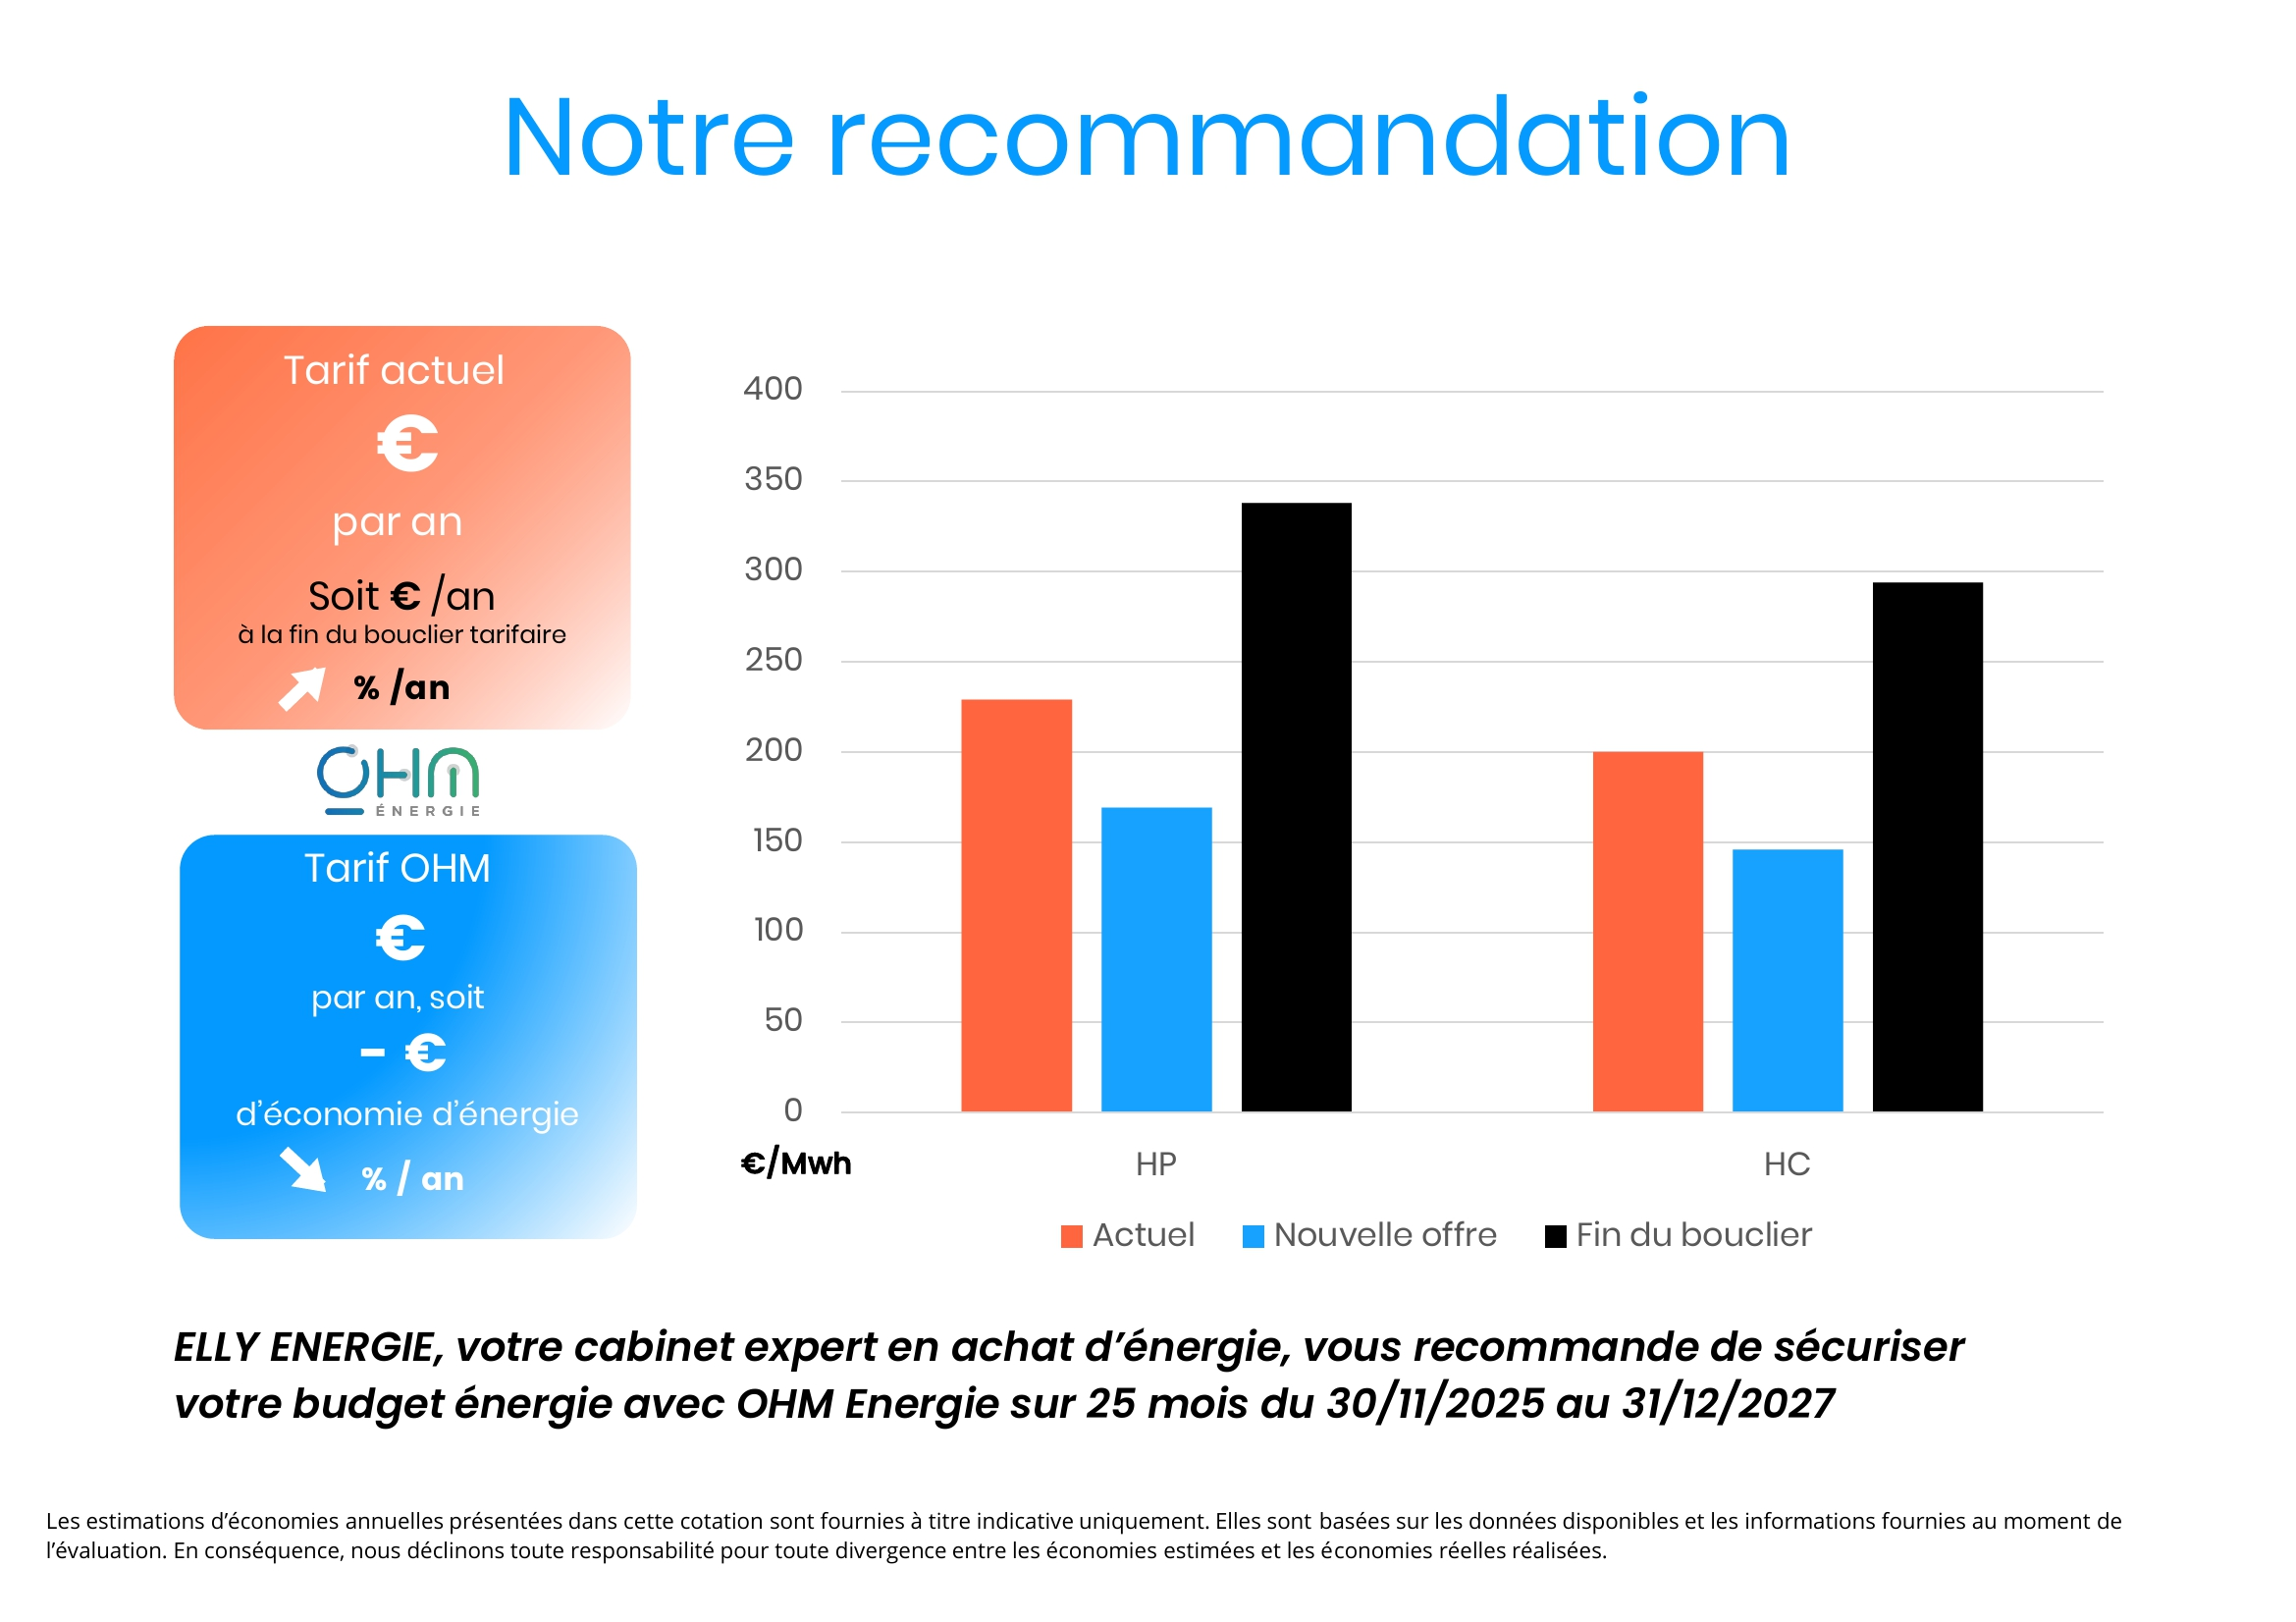 Notre recommandation
Tarif actuel
€
par an
Soit € /an
à la fin du bouclier tarifaire
% /an
OHM
ÉNERGIE
Tarif OHM
€
par an, soit
- €
d’économie d’énergie
% / an
400
350
300
250
200
150
100
50
0
€/Mwh
HP
HC
Actuel
Nouvelle offre
Fin du bouclier
ELLY ENERGIE, votre cabinet expert en achat d’énergie, vous recommande de sécuriser
votre budget énergie avec OHM Energie sur 25 mois du 30/11/2025 au 31/12/2027
Les estimations d’économies annuelles présentées dans cette cotation sont fournies à titre indicative uniquement. Elles sont basées sur les données disponibles et les informations fournies au moment de
l’évaluation. En conséquence, nous déclinons toute responsabilité pour toute divergence entre les économies estimées et les économies réelles réalisées.